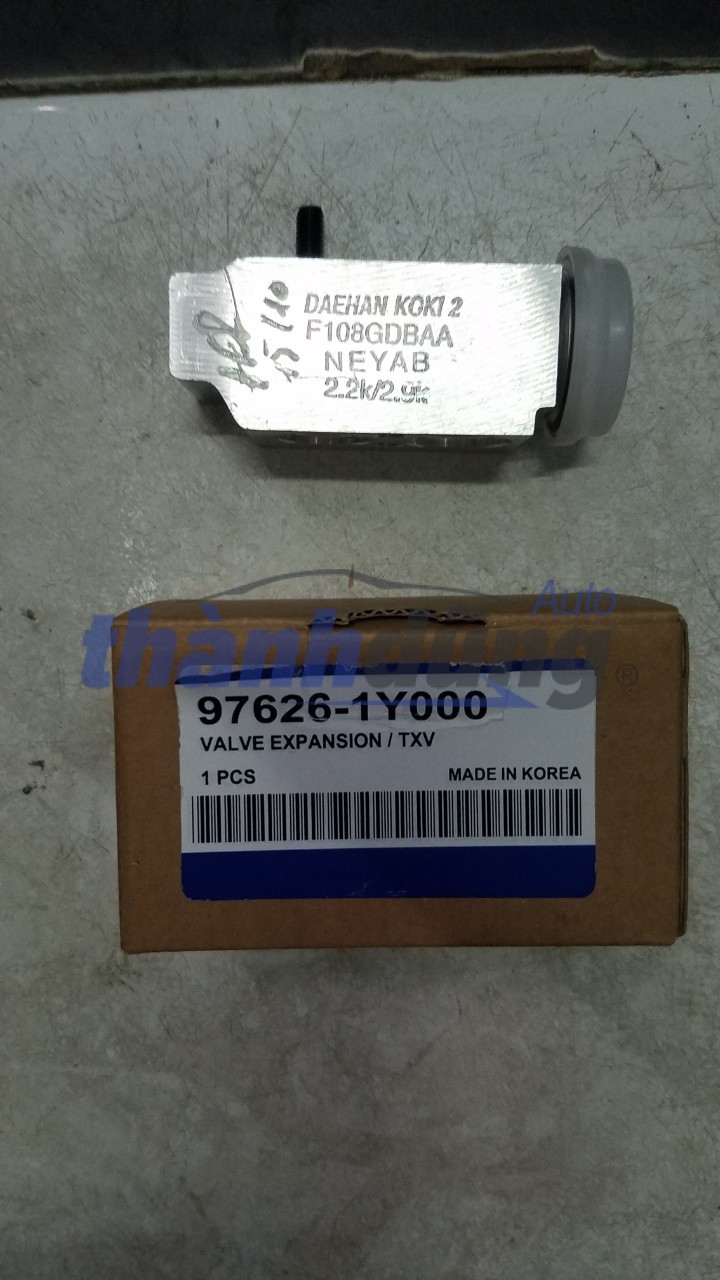 DAEHAN KOKI 2
F108GDBAA
NEYAB
2.2k/2.9k
Auto
thànhdũng®
97626-1Y000
VALVE EXPANSION / TXV
1 PCS MADE IN KOREA